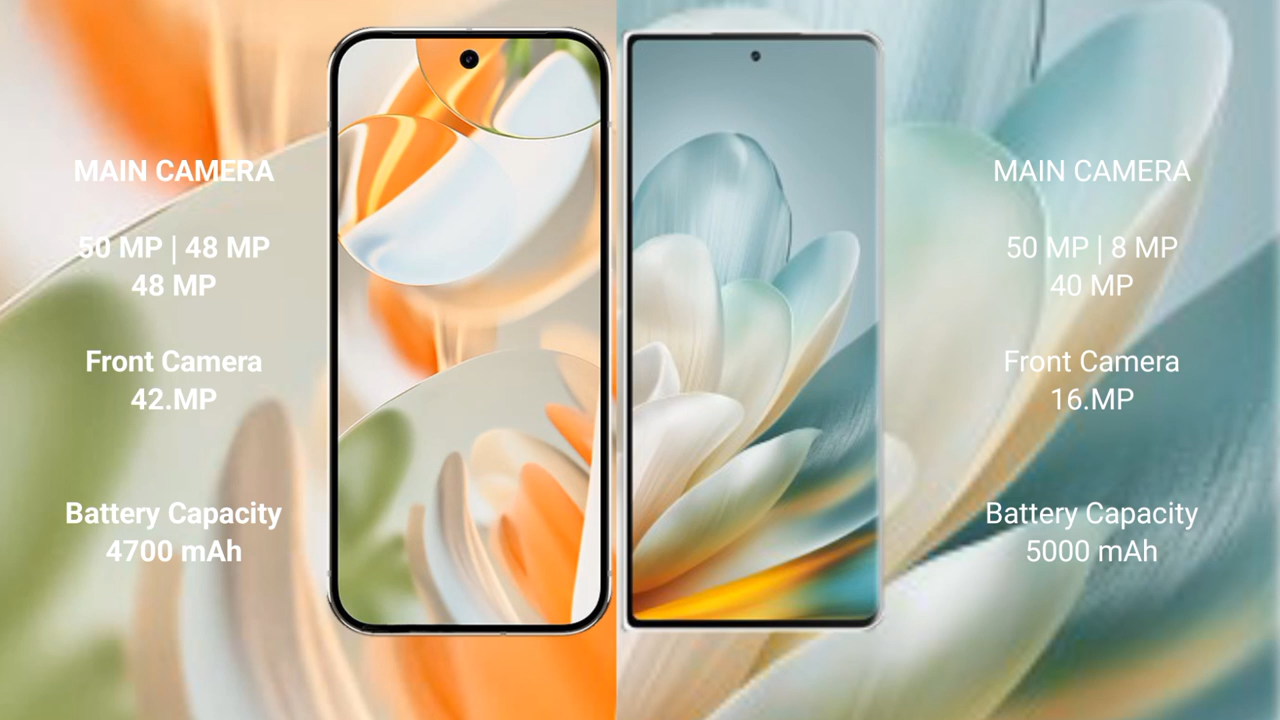 MAIN CAMERA
50 MP | 48 MP
48 MP
Front Camera
42.MP
Battery Capacity
4700 mAh
MAIN CAMERA
50 MP | 8 MP
40 MP
Front Camera
16.MP
Battery Capacity
5000 mAh